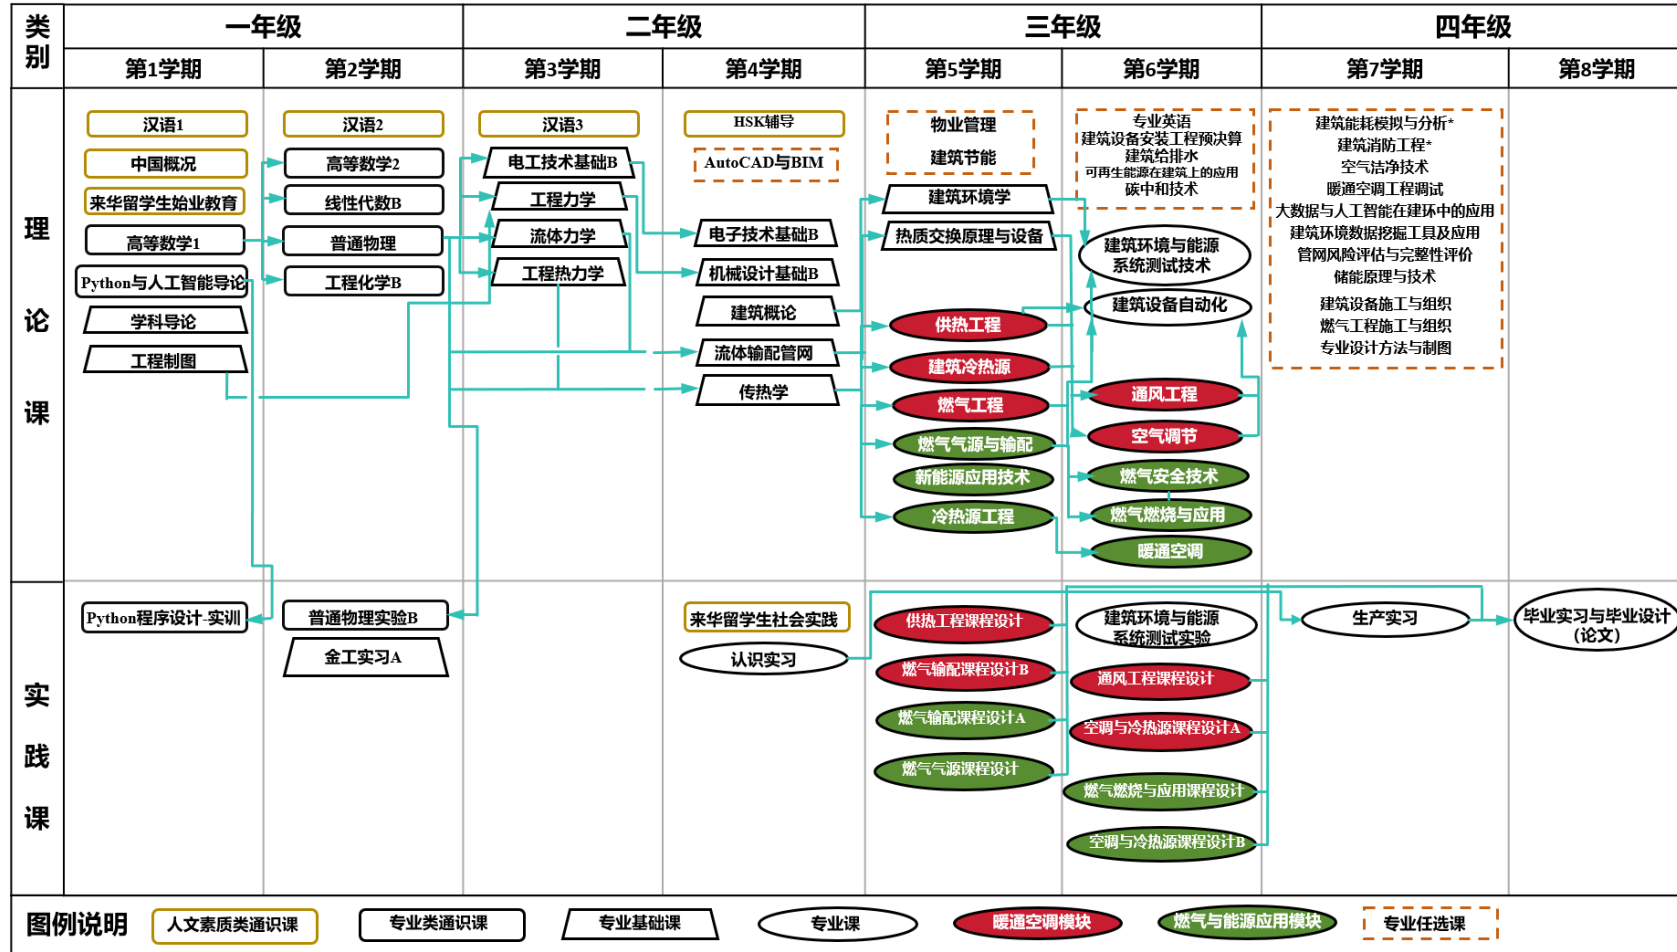 类别
一年级
二年级
三年级
四年级
第1学期
第2学期
第3学期
第4学期
第5学期
第6学期
第7学期
第8学期
理论课
汉语1
中国概况
来华留学生始业教育
高等数学1
Python与人工智能导论
学科导论
工程制图
汉语2
高等数学2
线性代数B
普通物理
工程化学B
汉语3
电工技术基础B
工程力学
流体力学
工程热力学
HSK辅导
AutoCAD与BIM
电子技术基础B
机械设计基础B
建筑概论
流体输配管网
传热学
物业管理
建筑节能
建筑环境学
热质交换原理与设备
供热工程
建筑冷热源
燃气工程
燃气气源与输配
新能源应用技术
冷热源工程
专业英语
建筑设备安装工程预决算
建筑给排水
可再生能源在建筑上的应用
碳中和技术
建筑环境与能源
系统测试技术
建筑设备自动化
通风工程
空气调节
燃气安全技术
燃气燃烧与应用
暖通空调
建筑能耗模拟与分析*
建筑消防工程*
空气洁净技术
暖通空调工程调试
大数据与人工智能在建环中的应用
建筑环境数据挖掘工具及应用
管网风险评估与完整性评价
储能原理与技术
建筑设备施工与组织
燃气工程施工与组织
专业设计方法与制图
实践课
Python程序设计-实训
普通物理实验B
金工实习A
来华留学生社会实践
认识实习
供热工程课程设计
燃气输配课程设计B
燃气输配课程设计A
燃气气源课程设计
建筑环境与能源
系统测试实验
通风工程课程设计
空调与冷热源课程设计A
燃气燃烧与应用课程设计
空调与冷热源课程设计B
生产实习
毕业实习与毕业设计
（论文）
图例说明
人文素质类通识课
专业类通识课
专业基础课
专业课
暖通空调模块
燃气与能源应用模块
专业任选课